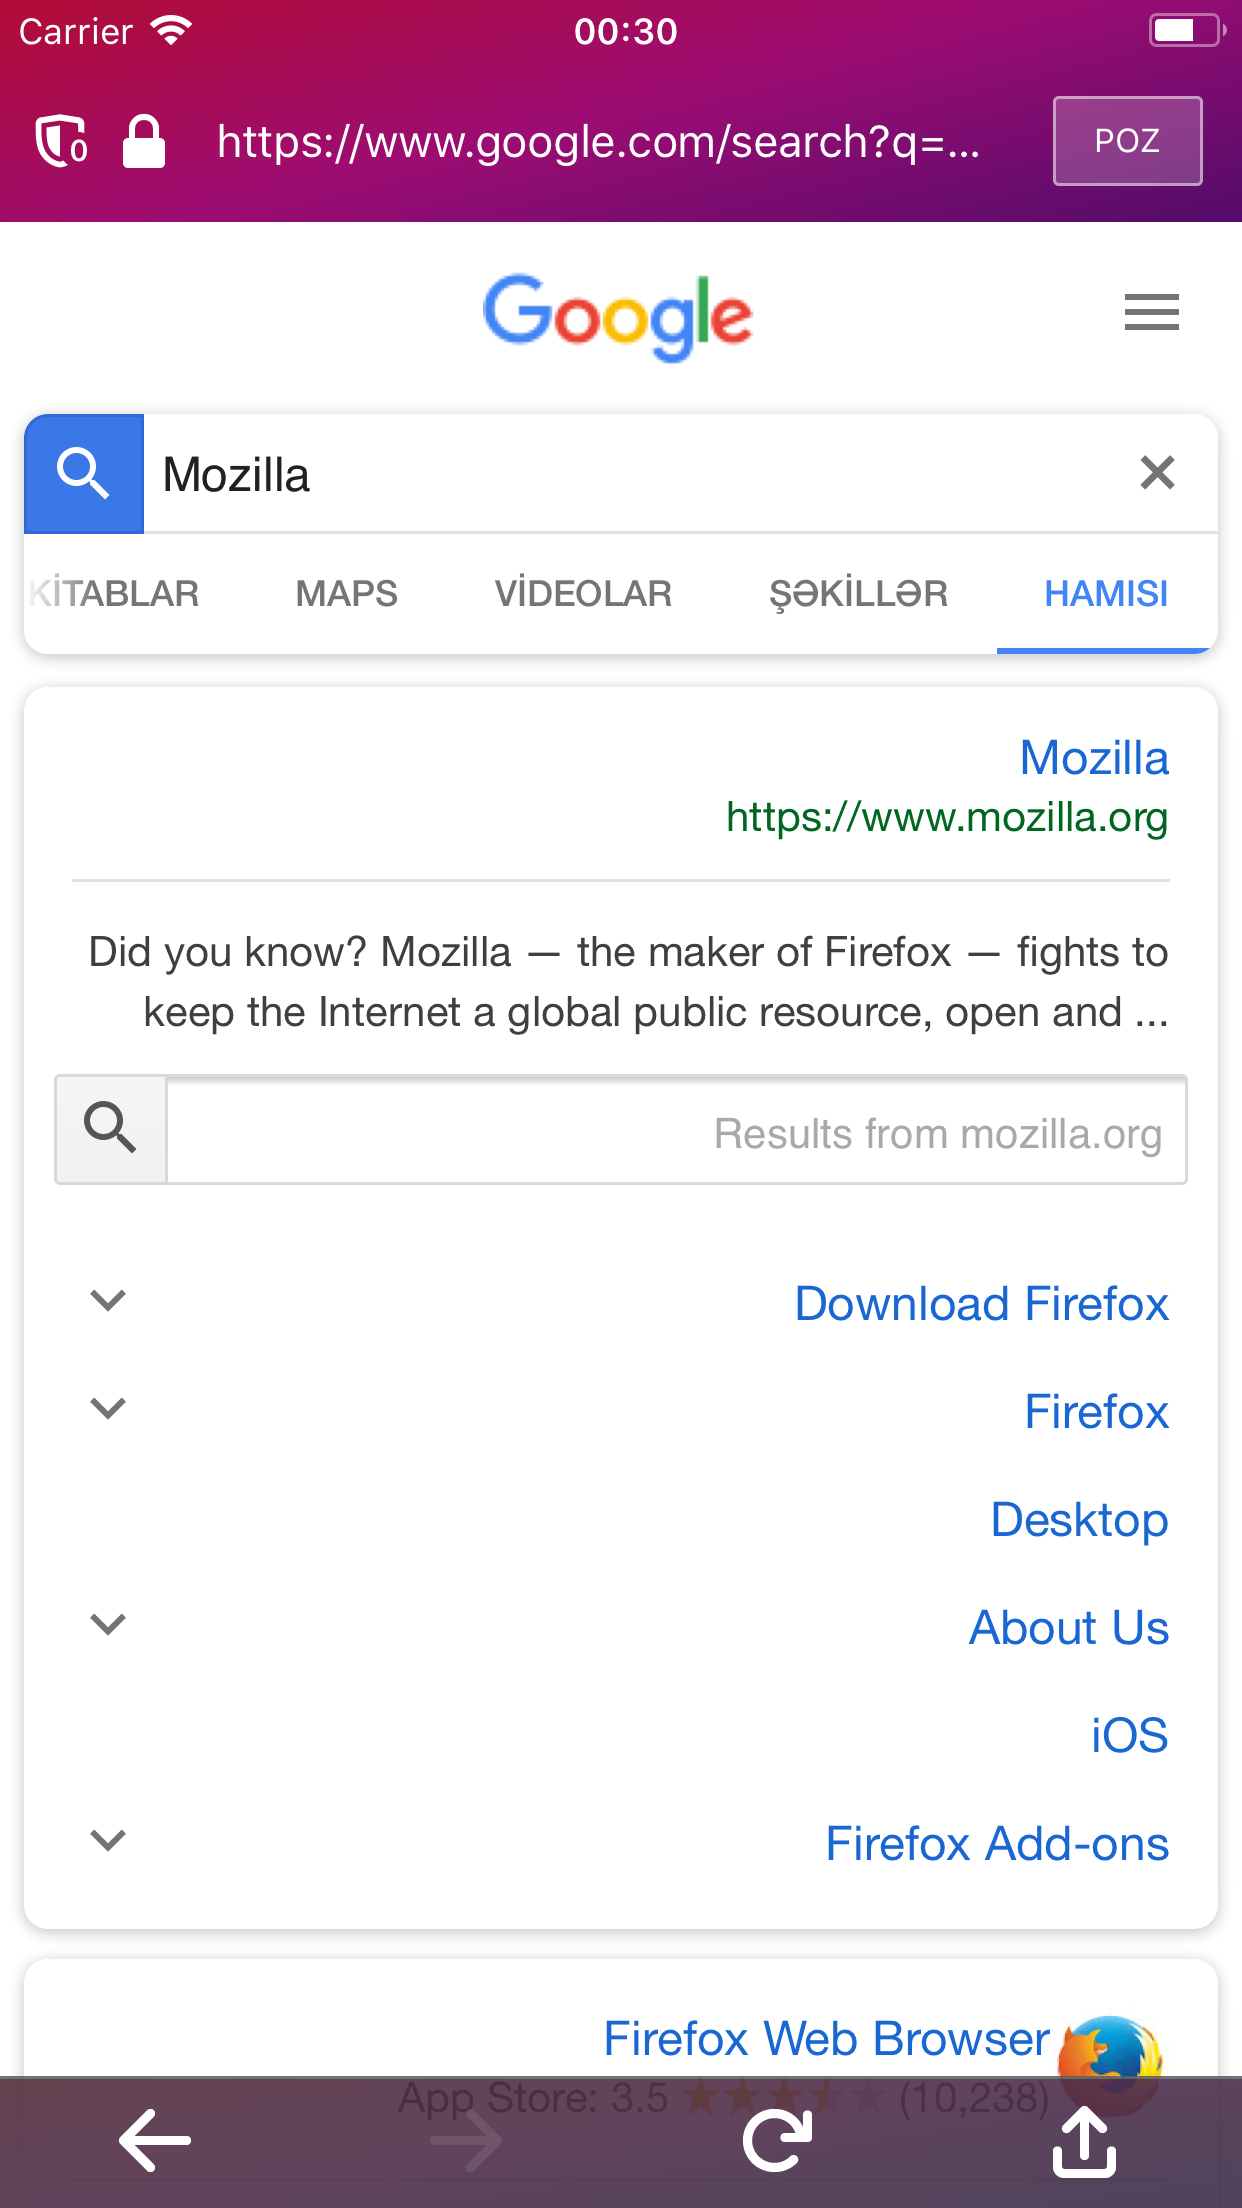 Carrier 00:30
0 https://www.google.com/search?q=... POZ
Google
Mozilla
KİTABLAR MAPS VİDEOLAR ŞƏKİLLƏR HAMISI
Mozilla
https://www.mozilla.org
Did you know? Mozilla — the maker of Firefox — fights to
keep the Internet a global public resource, open and ...
Results from mozilla.org
Download Firefox
Firefox
Desktop
About Us
iOS
Firefox Add-ons
Firefox Web Browser
App Store: 3.5 (10,238)